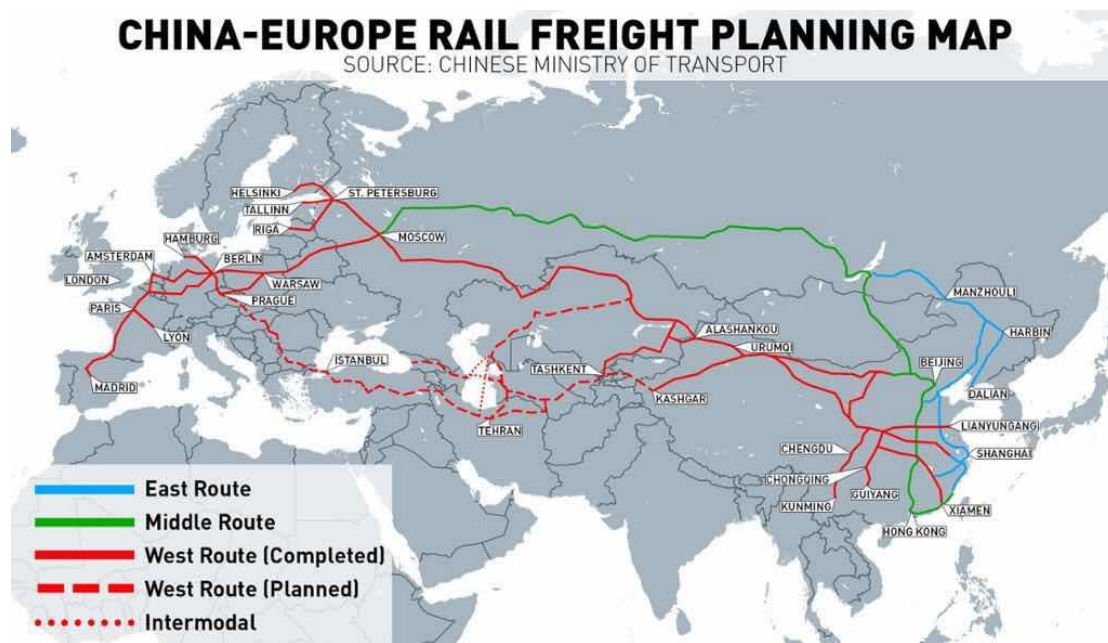 CHINA-EUROPE RAIL FREIGHT PLANNING MAP
SOURCE: CHINESE MINISTRY OF TRANSPORT
HELSINKI
ST. PETERSBURG
TALLINN
RIGA
MOSCOW
HAMBURG
AMSTERDAM
BERLIN
LONDON
WARSAW
PRAGUE
PARIS
LYON
MADRID
ISTANBUL
TEHRAN
TASHKENT
KASHGAR
ALASHANKOU
URUMQI
MANZHOULI
HARBIN
BEIJING
DALIAN
LIANYUNGANG
SHANGHAI
CHENGDU
CHONGQING
GUIYANG
KUNMING
XIAMEN
HONG KONG
East Route
Middle Route
West Route (Completed)
West Route (Planned)
Intermodal